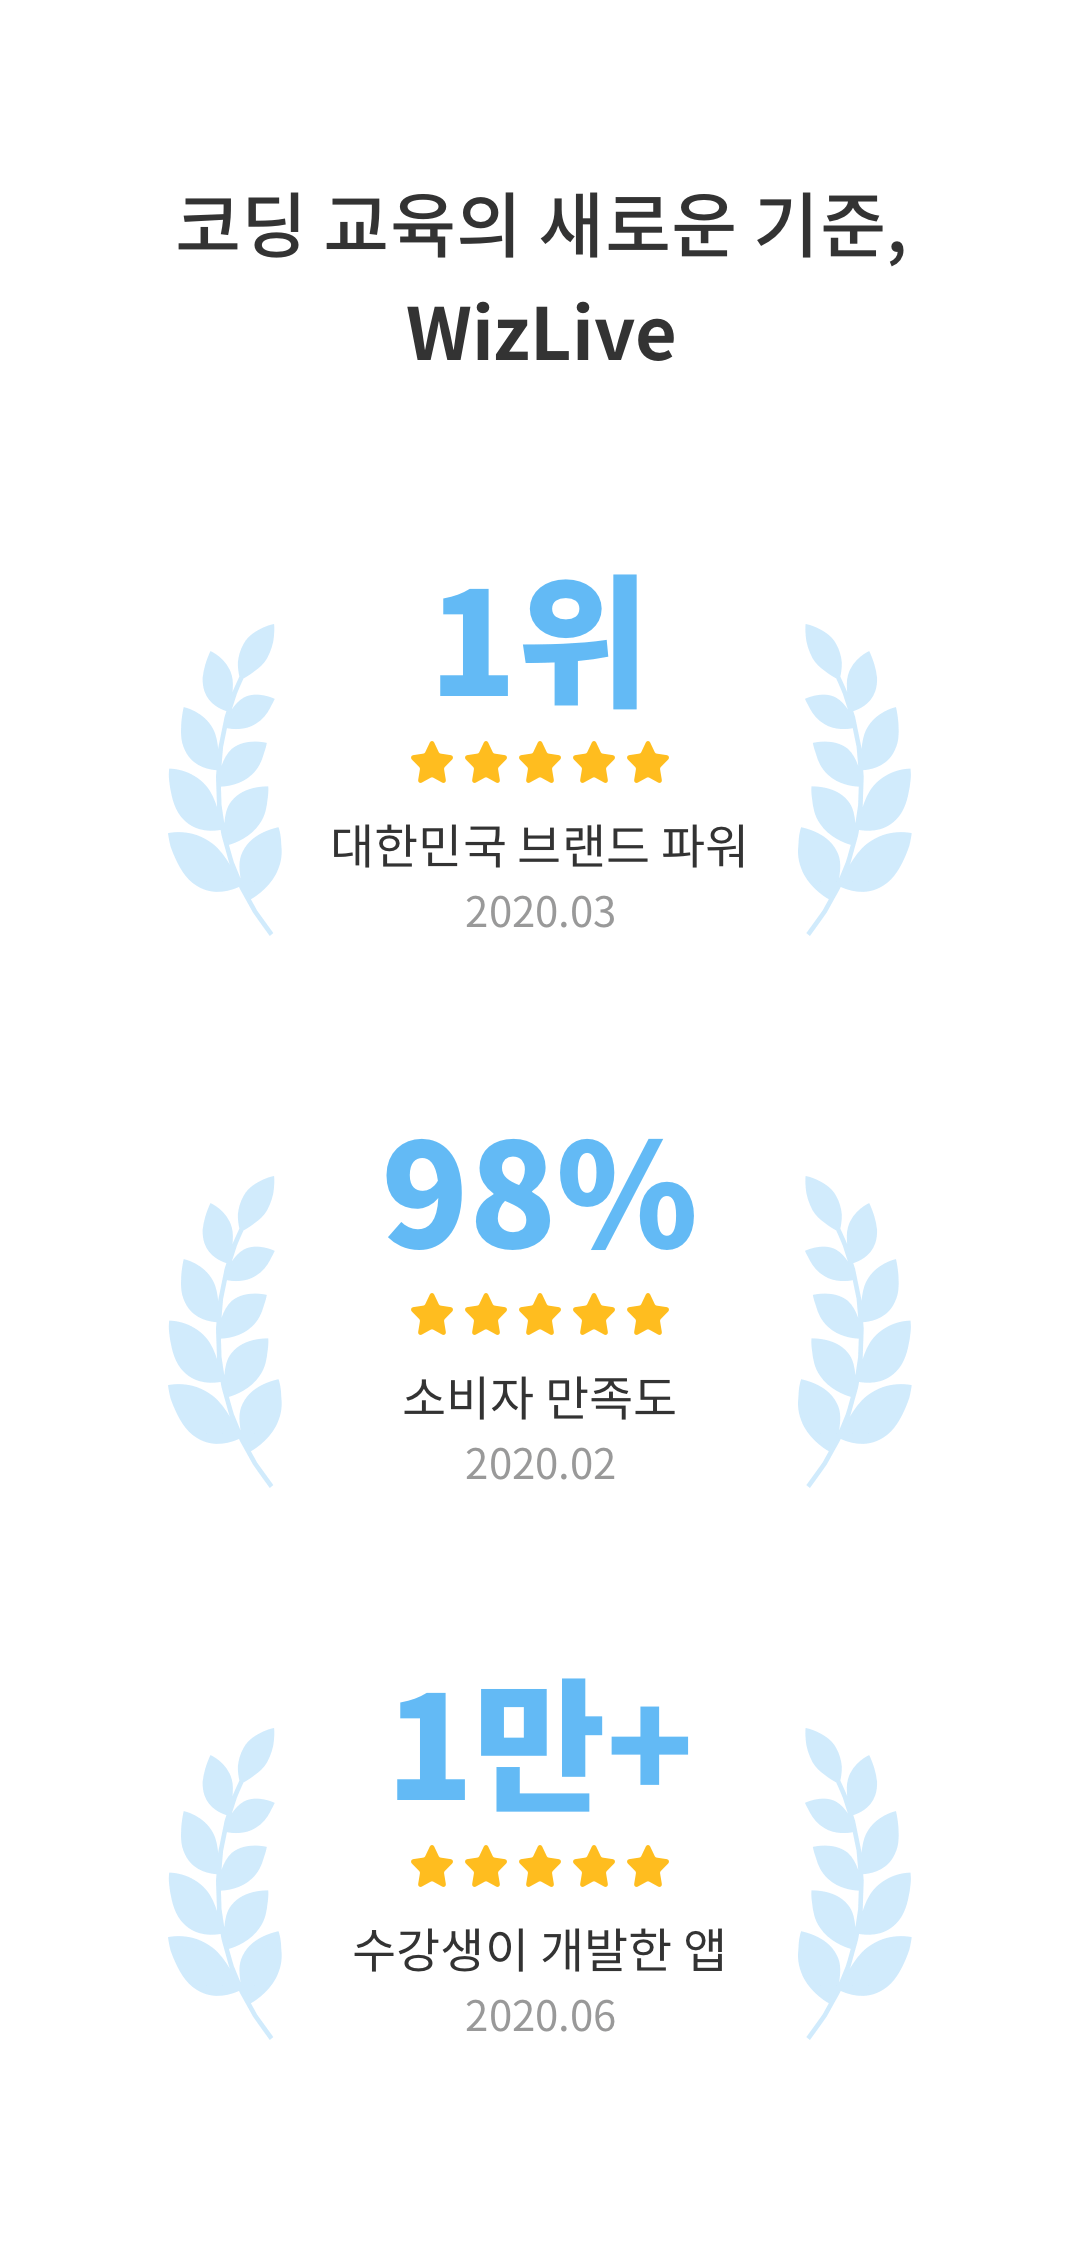 코딩 교육의 새로운 기준,
WizLive
1위
대한민국 브랜드 파워
2020.03
98%
소비자 만족도
2020.02
1만+
수강생이 개발한 앱
2020.06